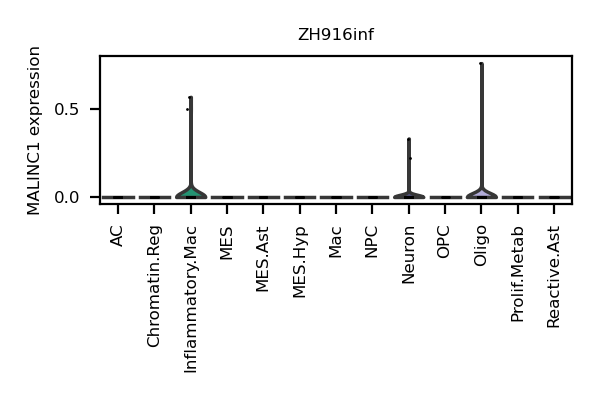 ZH916inf
MALINC1 expression
0.5
0.0
AC
Chromatin.Reg
Inflammatory.Mac
MES
MES.Ast
MES.Hyp
Mac
NPC
Neuron
OPC
Oligo
Prolif.Metab
Reactive.Ast